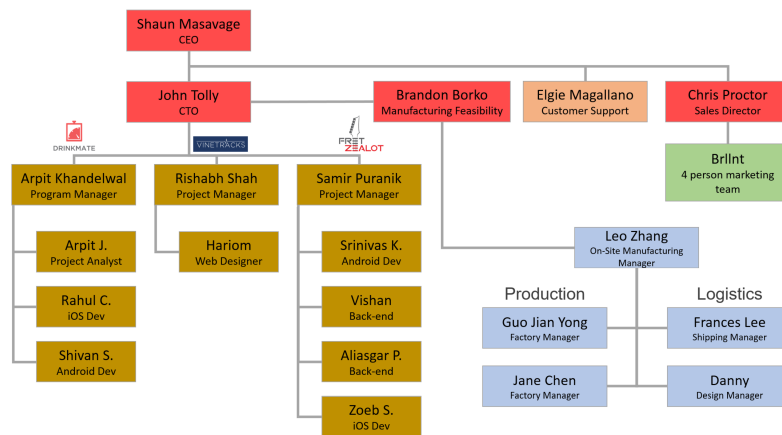 Shaun Masavage
CEO
John Tolly
CTO
Brandon Borko
Manufacturing Feasibility
Elgie Magallano
Customer Support
Chris Proctor
Sales Director
DRINKMATE
VINETRACKS
FRET
ZEALOT
BrlInt
4 person marketing
team
Arpit Khandelwal
Program Manager
Rishabh Shah
Project Manager
Samir Puranik
Project Manager
Arpit J.
Project Analyst
Hariom
Web Designer
Srinivas K.
Android Dev
Leo Zhang
On-Site Manufacturing
Manager
Rahul C.
iOS Dev
Vishan
Back-end
Production
Logistics
Guo Jian Yong
Factory Manager
Frances Lee
Shipping Manager
Shivan S.
Android Dev
Aliasgar P.
Back-end
Jane Chen
Factory Manager
Danny
Design Manager
Zoeb S.
iOS Dev